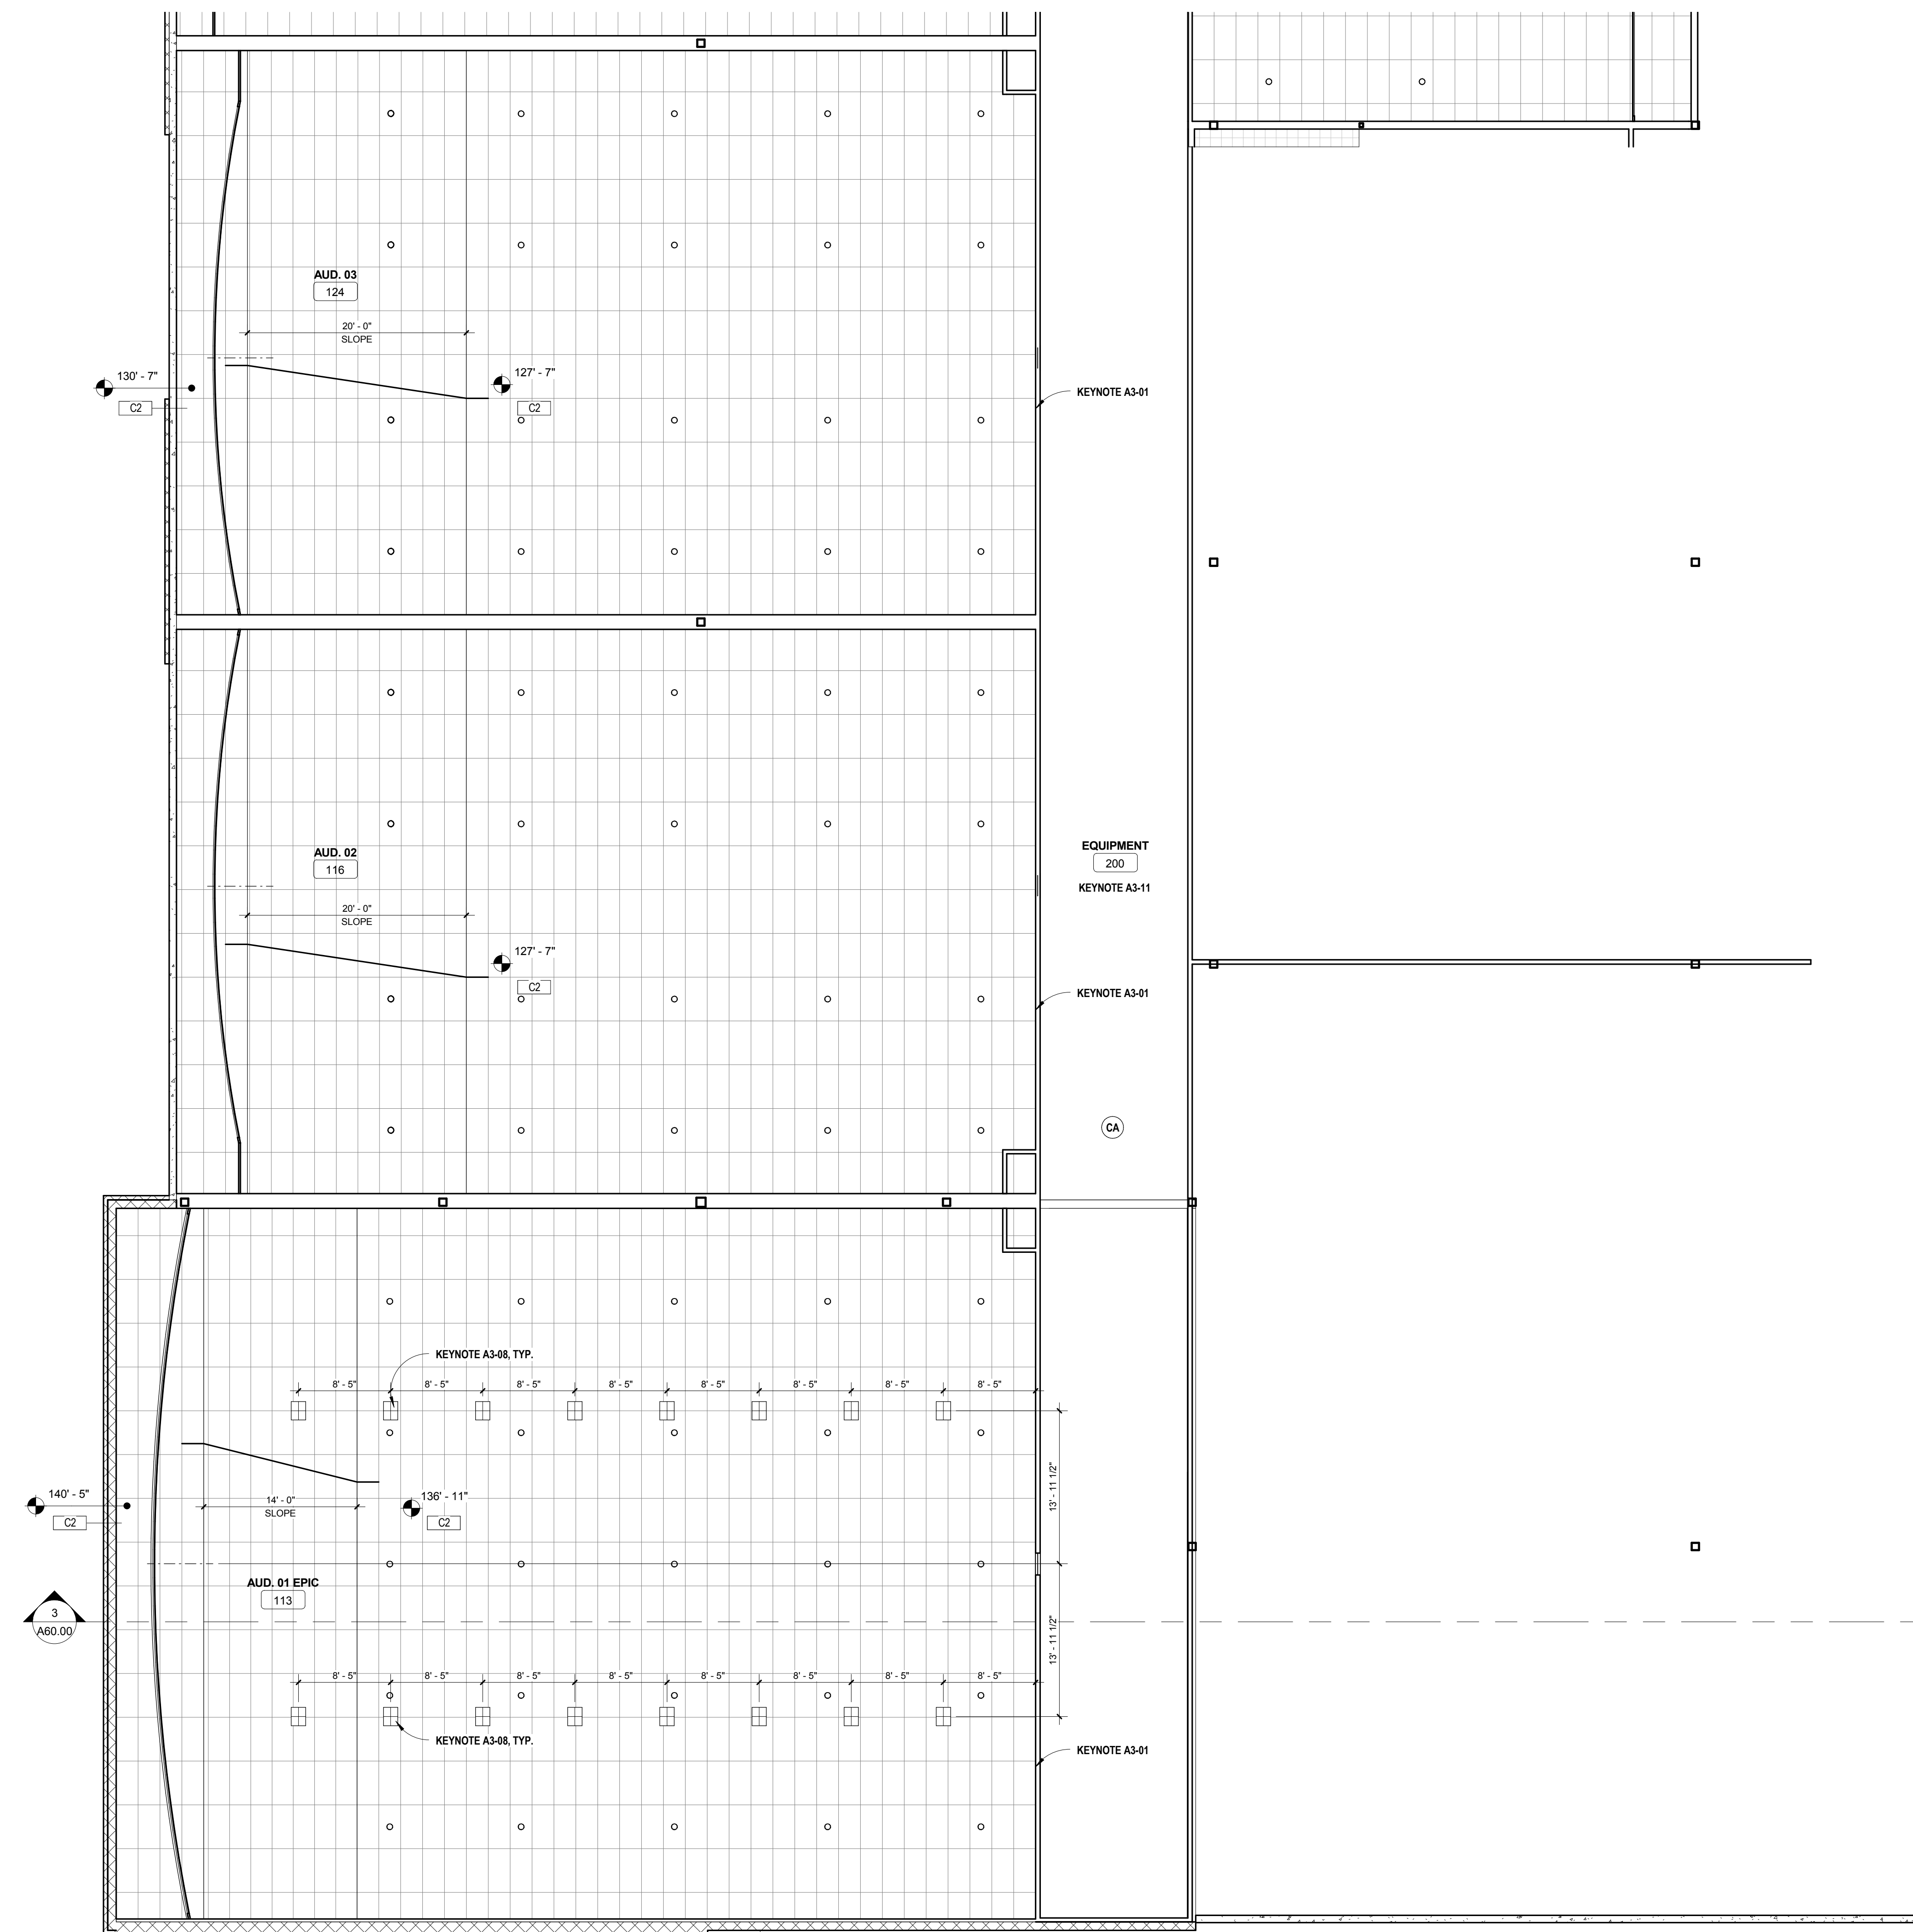 AUD. 03
124
20' - 0"
SLOPE
130' - 7"
C2
127' - 7"
C2
KEYNOTE A3-01
AUD. 02
116
20' - 0"
SLOPE
127' - 7"
C2
EQUIPMENT
200
KEYNOTE A3-11
KEYNOTE A3-01
CA
KEYNOTE A3-08, TYP.
8' - 5" 8' - 5" 8' - 5" 8' - 5" 8' - 5" 8' - 5" 8' - 5" 8' - 5"
13' - 11 1/2"
140' - 5"
C2
14' - 0"
SLOPE
136' - 11"
C2
AUD. 01 EPIC
113
3
A60.00
13' - 11 1/2"
8' - 5" 8' - 5" 8' - 5" 8' - 5" 8' - 5" 8' - 5" 8' - 5" 8' - 5"
KEYNOTE A3-08, TYP.
KEYNOTE A3-01